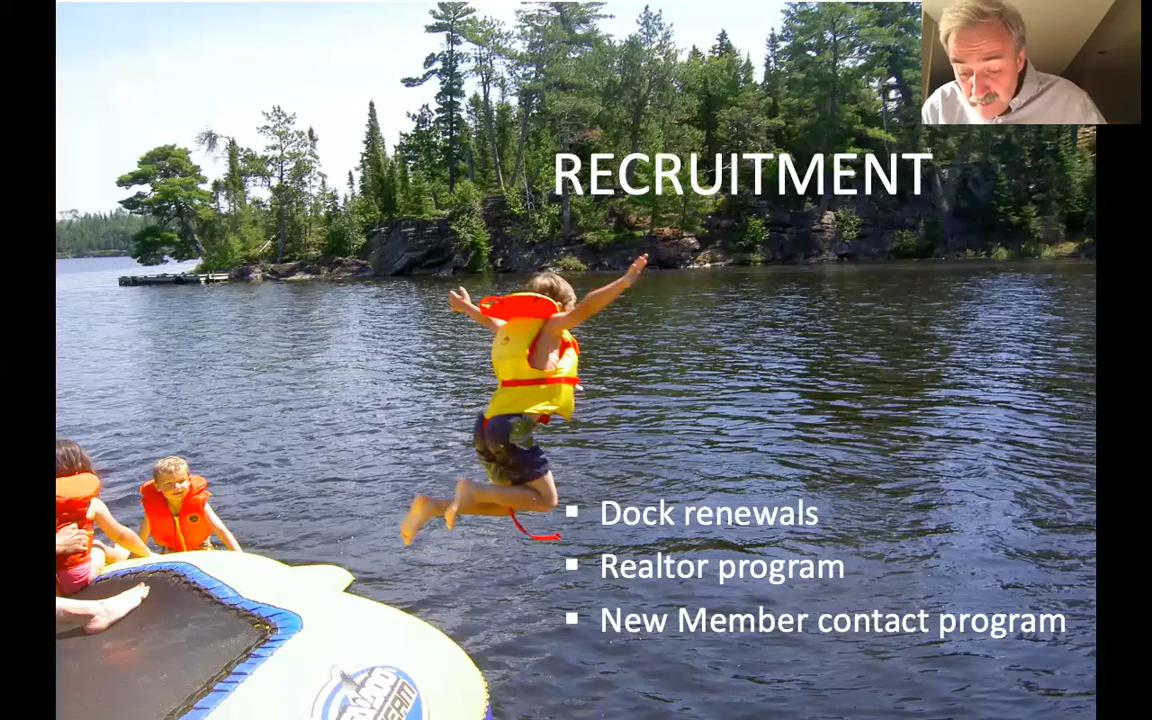 RECRUITMENT
▪ Dock renewals
▪ Realtor program
▪ New Member contact program